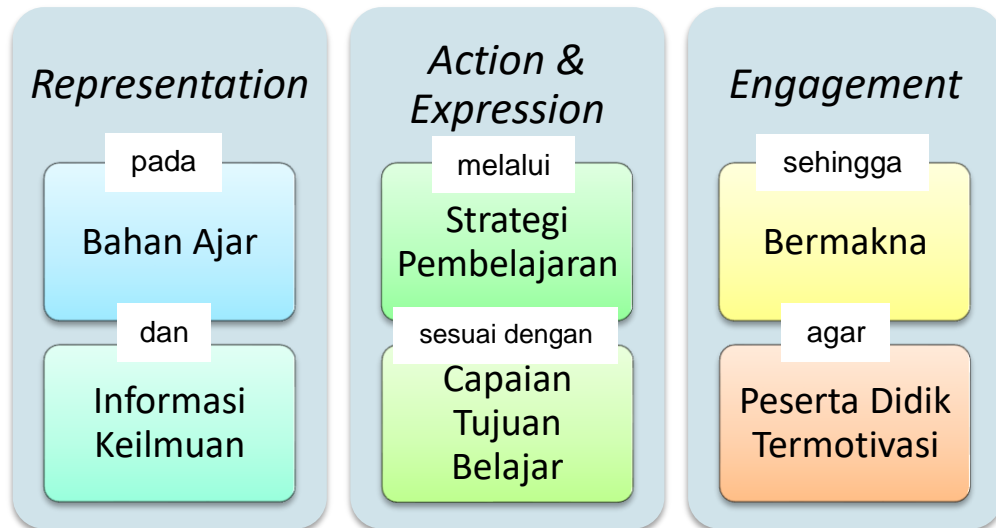 Representation
pada
Bahan Ajar
dan
Informasi
Keilmuan
Action &
Expression
melalui
Strategi
Pembelajaran
sesuai dengan
Capaian
Tujuan
Belajar
Engagement
sehingga
Bermakna
agar
Peserta Didik
Termotivasi